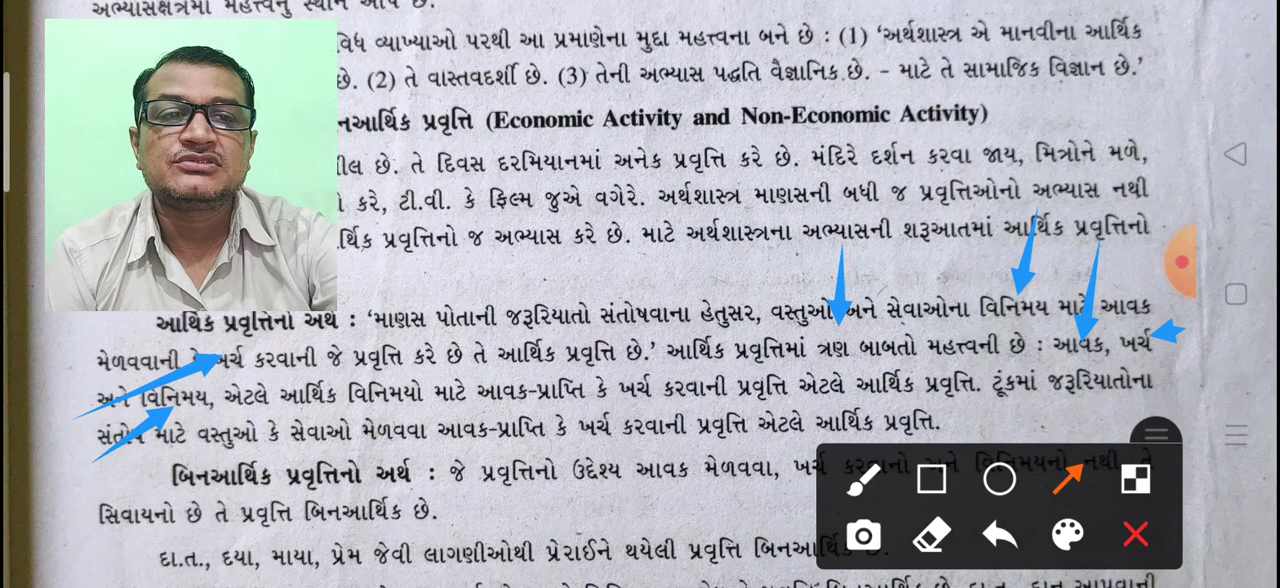 અભ્યાસક્ષત્રમાં મહત્ત્વનું સ્થાન આપે છે.
વિધ વ્યાખ્યાઓ પરથી આ પ્રમાણેના મુદ્દા મહત્ત્વના બને છે : (1) ‘અર્થશાસ્ત્ર એ માનવીના આર્થિક
છે. (2) તે વાસ્તવદર્શી છે. (3) તેની અભ્યાસ પદ્ધતિ વૈજ્ઞાનિક છે. - માટે તે સામાજિક વિજ્ઞાન છે.’
નઆર્થિક પ્રવૃત્તિ (Economic Activity and Non-Economic Activity)
ીલ છે. તે દિવસ દરમિયાનમાં અનેક પ્રવૃત્તિ કરે છે. મંદિરે દર્શન કરવા જાય, મિત્રોને મળે,
કરે, ટી.વી. કે ફિલ્મ જુએ વગેરે. અર્થશાસ્ત્ર માણસની બધી જ પ્રવૃત્તિઓનો અભ્યાસ નથી
ર્થિક પ્રવૃત્તિનો જ અભ્યાસ કરે છે. માટે અર્થશાસ્ત્રના અભ્યાસની શરૂઆતમાં આર્થિક પ્રવૃત્તિનો
આર્થિક પ્રવૃત્તિનો અર્થ : ‘માણસ પોતાની જરૂરિયાતો સંતોષવાના હેતુસર, વસ્તુઓ અને સેવાઓના વિનિમય માટે આવક
મેળવવાની કે ખર્ચ કરવાની જે પ્રવૃત્તિ કરે છે તે આર્થિક પ્રવૃત્તિ છે.’ આર્થિક પ્રવૃત્તિમાં ત્રણ બાબતો મહત્ત્વની છે : આવક, ખર્ચ
અને વિનિમય, એટલે આર્થિક વિનિમયો માટે આવક-પ્રાપ્તિ કે ખર્ચ કરવાની પ્રવૃત્તિ એટલે આર્થિક પ્રવૃત્તિ. ટૂંકમાં જરૂરિયાતોના
સંતોષ માટે વસ્તુઓ કે સેવાઓ મેળવવા આવક-પ્રાપ્તિ કે ખર્ચ કરવાની પ્રવૃત્તિ એટલે આર્થિક પ્રવૃત્તિ.
બિનઆર્થિક પ્રવૃત્તિનો અર્થ : જે પ્રવૃત્તિનો ઉદ્દેશ્ય આવક મેળવવા, ખર્ચ કરવાનો અને વિનિમયનો નથી તે
સિવાયનો છે તે પ્રવૃત્તિ બિનઆર્થિક છે.
દા.ત., દયા, માયા, પ્રેમ જેવી લાગણીઓથી પ્રેરાઈને થયેલી પ્રવૃત્તિ બિનઆર્થિક છે.